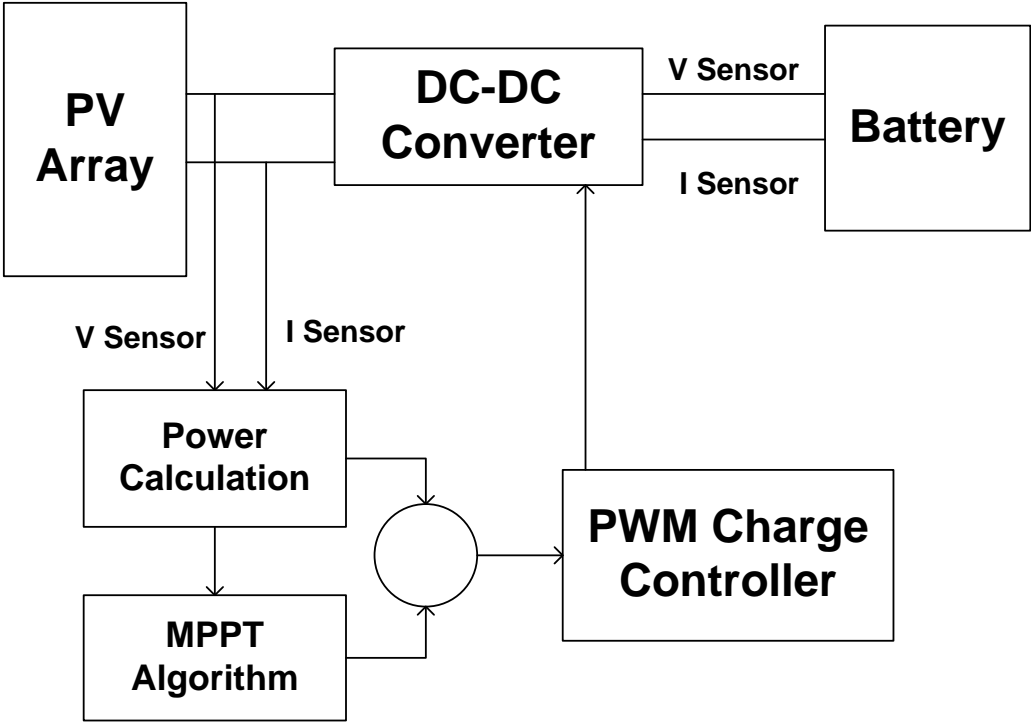 PV
Array
DC-DC
Converter
V Sensor
I Sensor
Battery
V Sensor
I Sensor
Power
Calculation
MPPT
Algorithm
PWM Charge
Controller